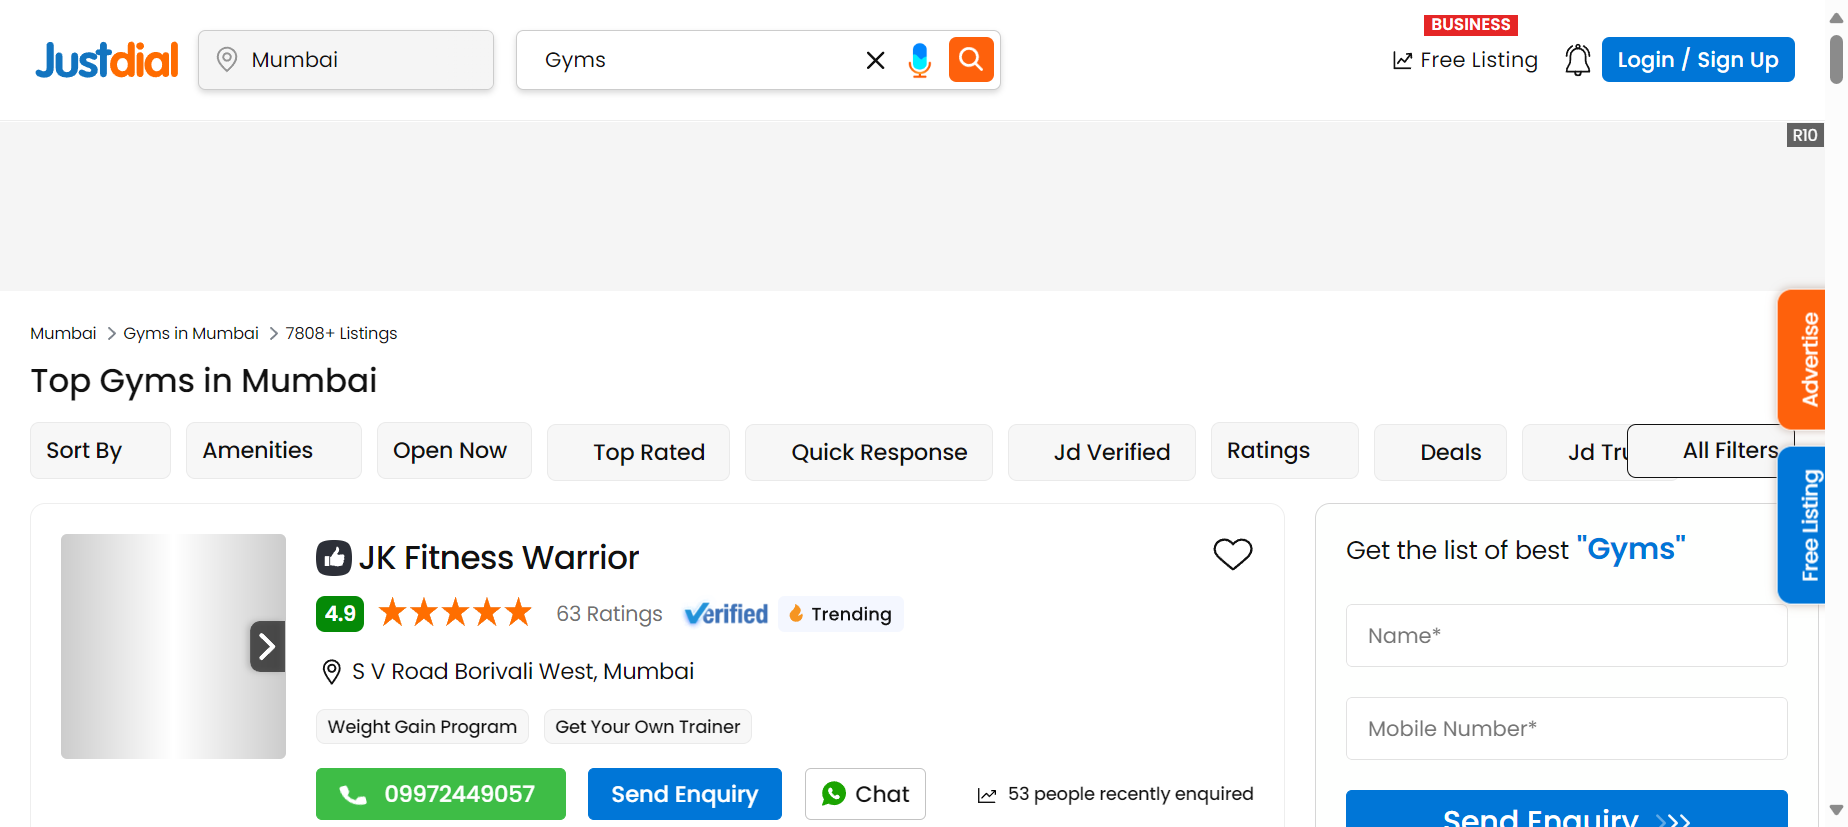 Justdial
Mumbai
Gyms
BUSINESS
Free Listing
Login / Sign Up
R10
Mumbai > Gyms in Mumbai > 7808+ Listings
Top Gyms in Mumbai
Sort By
Amenities
Open Now
Top Rated
Quick Response
Jd Verified
Ratings
Deals
Jd Tru
All Filters
Advertise
Free Listing
JK Fitness Warrior
4.9 63 Ratings Verified Trending
S V Road Borivali West, Mumbai
Weight Gain Program
Get Your Own Trainer
09972449057
Send Enquiry
Chat
53 people recently enquired
Get the list of best "Gyms"
Name*
Mobile Number*
Send Enquiry >>>